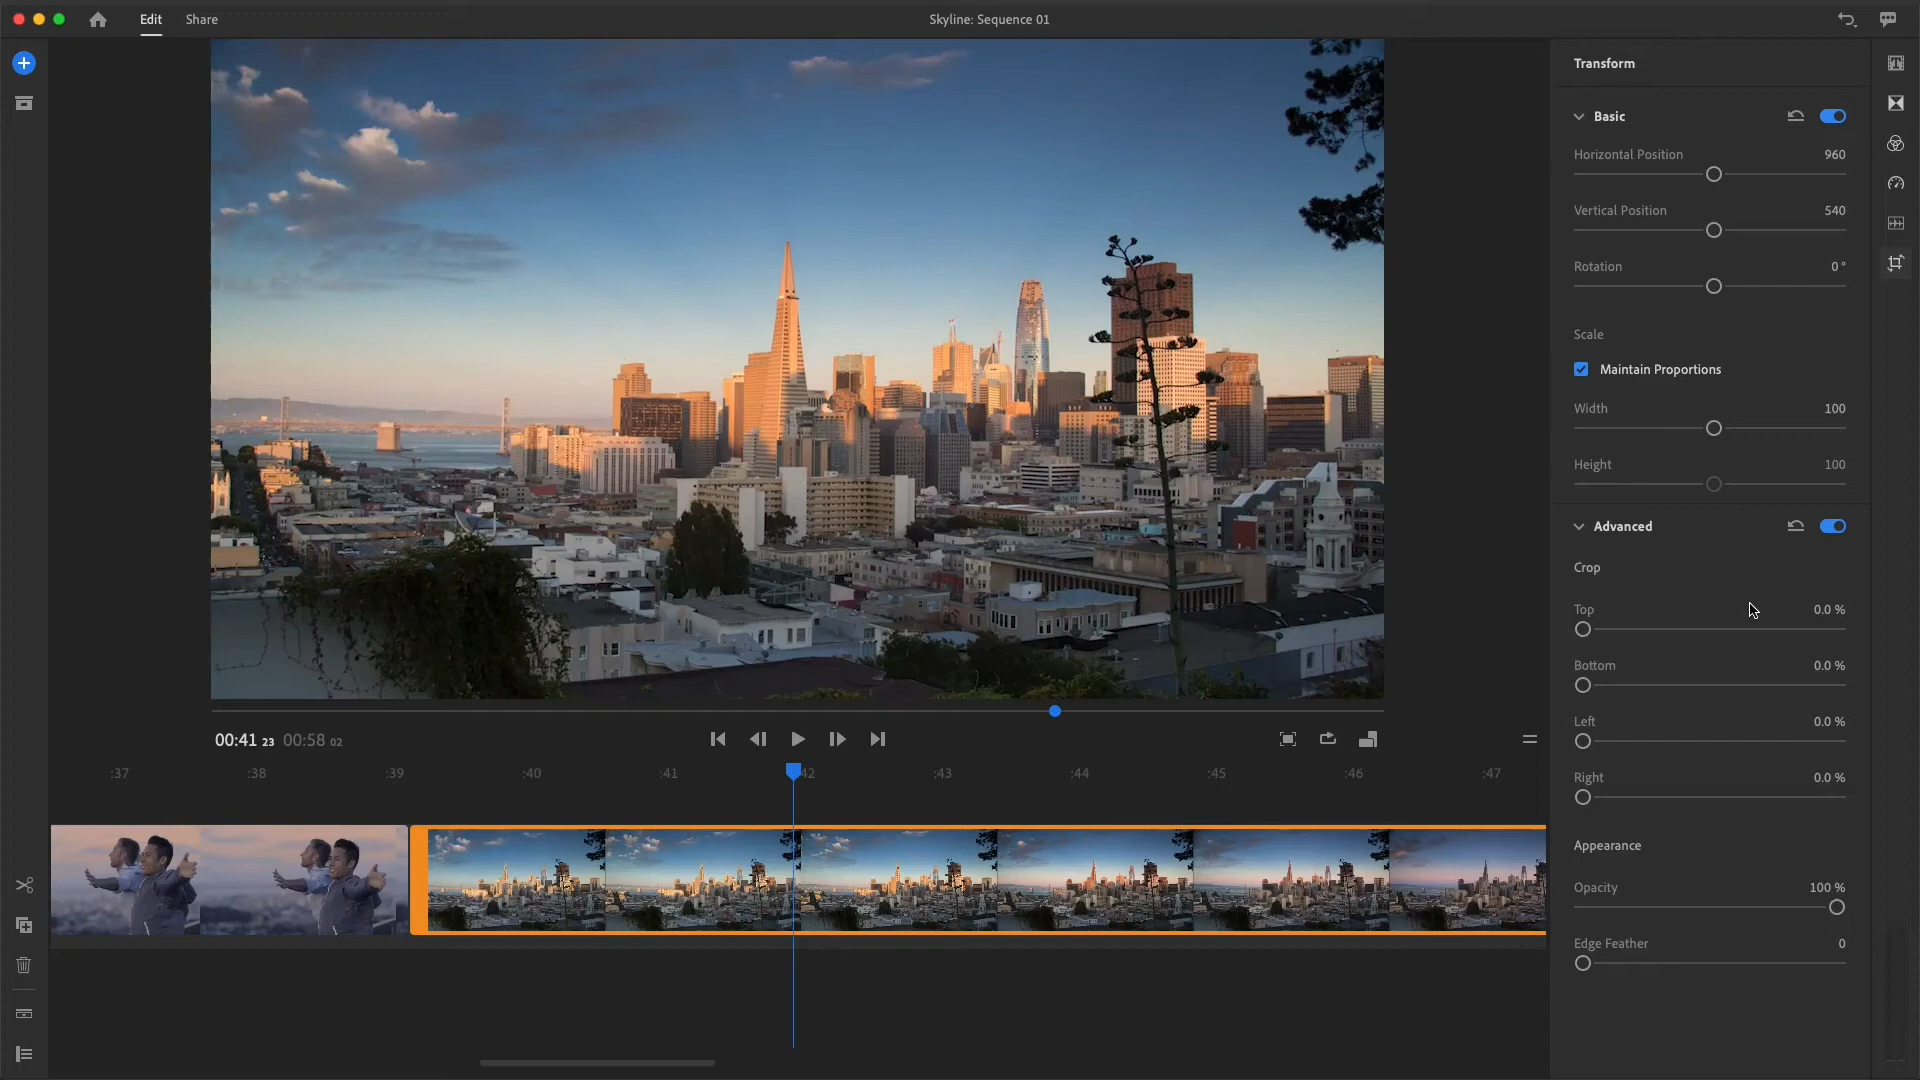 Edit
Share
Skyline: Sequence 01
Transform
Basic
Horizontal Position 960
Vertical Position 540
Rotation 0 °
Scale
Maintain Proportions
Width 100
Height 100
Advanced
Crop
Top 0.0 %
Bottom 0.0 %
Left 0.0 %
Right 0.0 %
Appearance
Opacity 100 %
Edge Feather 0
00:41 23 00:58 02
:37 :38 :39 :40 :41 :42 :43 :44 :45 :46 :47